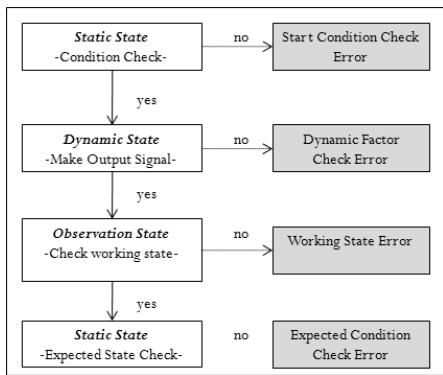 Static State
-Condition Check-
no
Start Condition Check
Error
yes
Dynamic State
-Make Output Signal-
no
Dynamic Factor
Check Error
yes
Observation State
-Check working state-
no
Working State Error
yes
Static State
-Expected State Check-
no
Expected Condition
Check Error